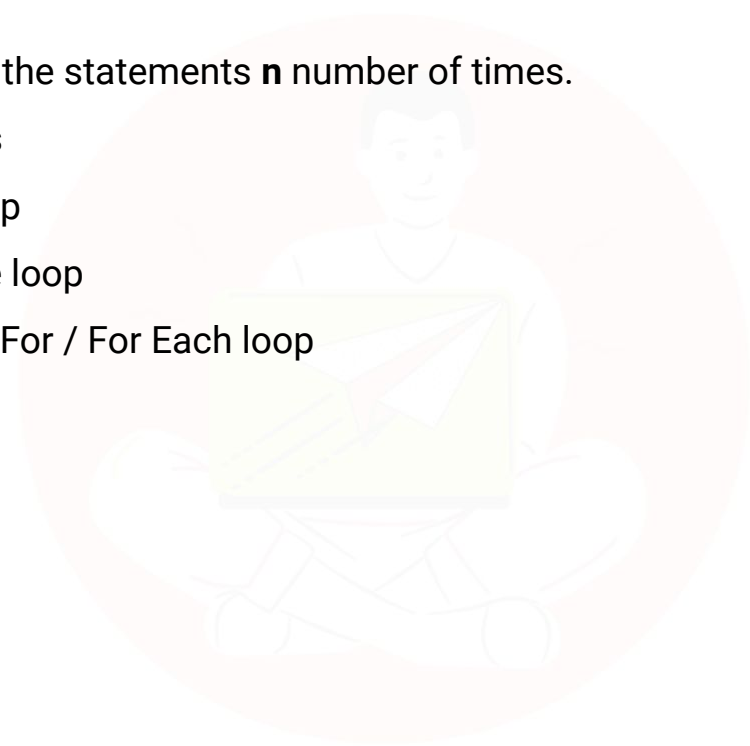 the statements n number of times.
s
p
loop
For / For Each loop